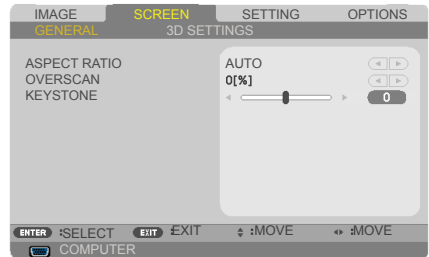 IMAGE SCREEN SETTING OPTIONS
GENERAL 3D SETTINGS
ASPECT RATIO AUTO
OVERSCAN 0[%]
KEYSTONE 0
ENTER :SELECT EXIT :EXIT :MOVE :MOVE
COMPUTER